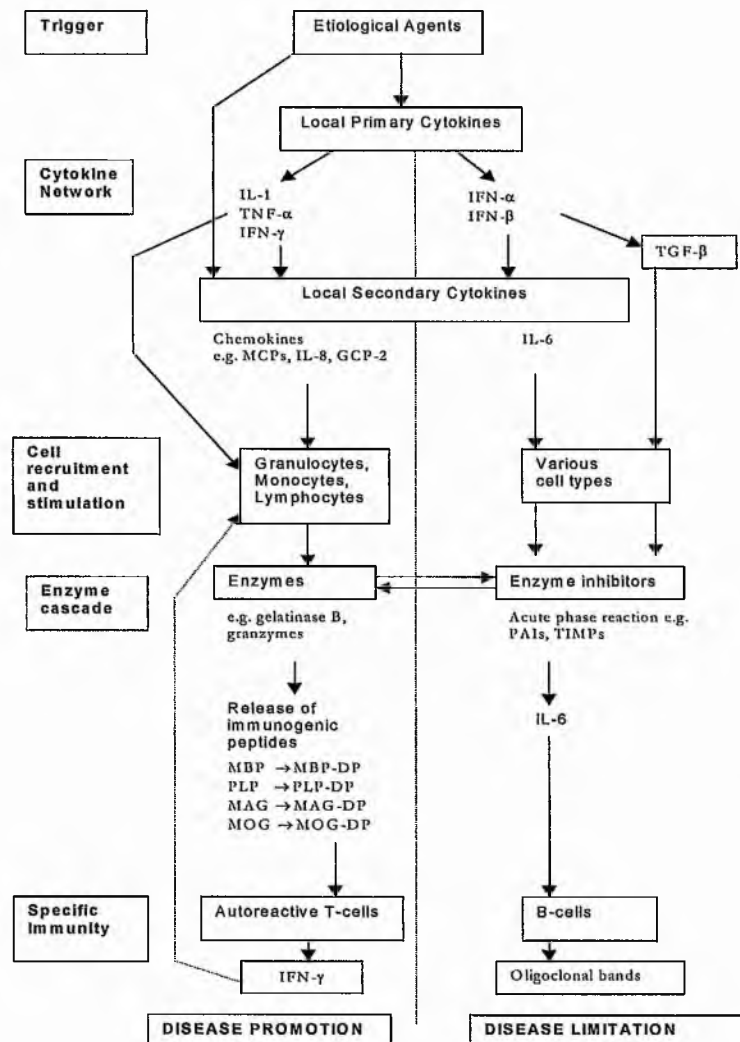 Trigger
Etiological Agents
Local Primary Cytokines
Cytokine
Network
IL-1
TNF-α
IFN-γ
IFN-α
IFN-β
TGF-β
Local Secondary Cytokines
Chemokines
e.g. MCPs, IL-8, GCP-2
IL-6
Cell
recruitment
and
stimulation
Granulocytes,
Monocytes,
Lymphocytes
Various
cell types
Enzyme
cascade
Enzymes
Enzyme inhibitors
e.g. gelatinase B,
granzymes
Acute phase reaction e.g.
PAIs, TIMPs
Release of
immunogenic
peptides
IL-6
MBP →MBP-DP
PLP →PLP-DP
MAG →MAG-DP
MOG →MOG-DP
Specific
Immunity
Autoreactive T-cells
B-cells
IFN-γ
Oligoclonal bands
DISEASE PROMOTION
DISEASE LIMITATION